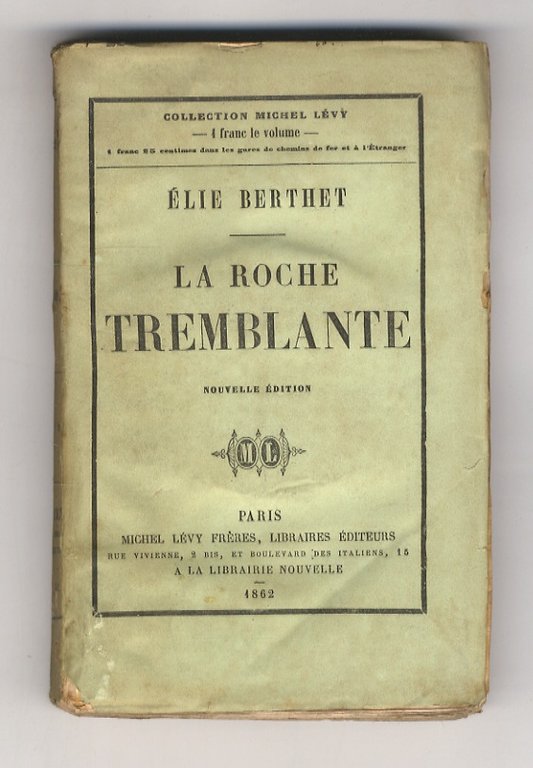 COLLECTION MICHEL LÉVY
— 1 franc le volume —
1 franc 25 centimes dans les gares de chemins de fer et à l'Étranger
ÉLIE BERTHET
LA ROCHE
TREMBLANTE
NOUVELLE ÉDITION
M L
PARIS
MICHEL LÉVY FRÈRES, LIBRAIRES ÉDITEURS
RUE VIVIENNE, 2 BIS, ET BOULEVARD DES ITALIENS, 15
A LA LIBRAIRIE NOUVELLE
1862